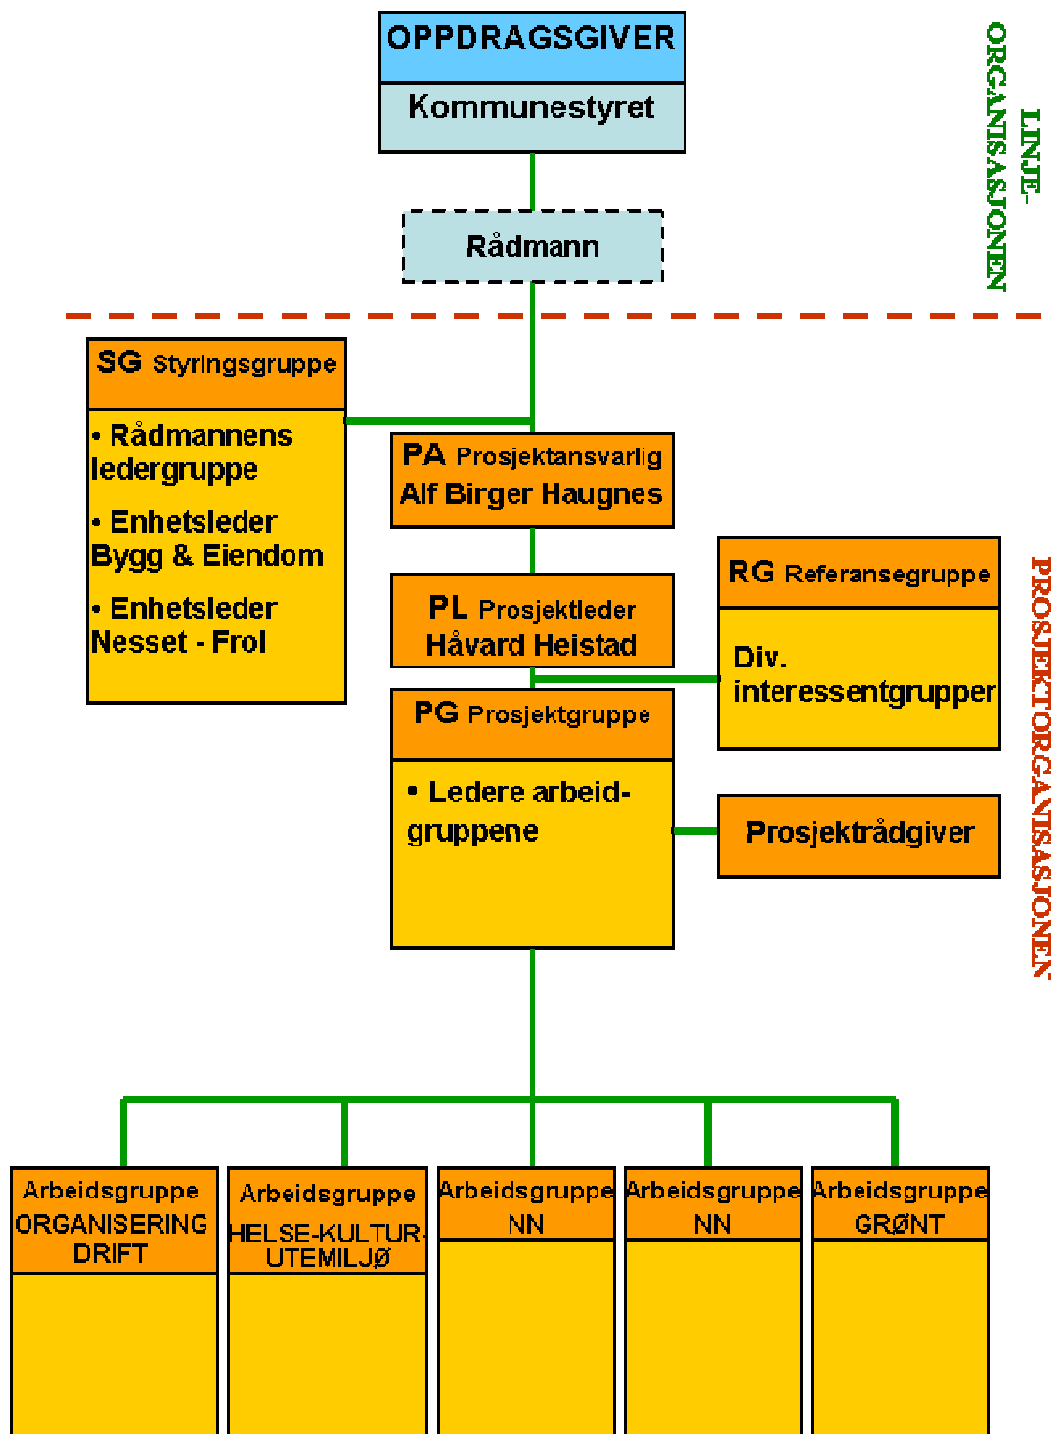 OPPDRAGSGIVER
Kommunestyret
Rådmann
LINJE-
ORGANISASJONEN
SG Styringsgruppe
• Rådmannens
ledergruppe
• Enhetsleder
Bygg & Eiendom
• Enhetsleder
Nesset - Frol
PA Prosjektansvarlig
Alf Birger Haugnes
PL Prosjektleder
Håvard Heistad
RG Referansegruppe
Div.
interessentgrupper
PG Prosjektgruppe
• Ledere arbeid-
gruppene
Prosjektrådgiver
PROSJEKTORGANISASJONEN
Arbeidsgruppe
ORGANISERING
DRIFT
Arbeidsgruppe
HELSE-KULTUR-
UTEMILJØ
Arbeidsgruppe
NN
Arbeidsgruppe
NN
Arbeidsgruppe
GRØNT